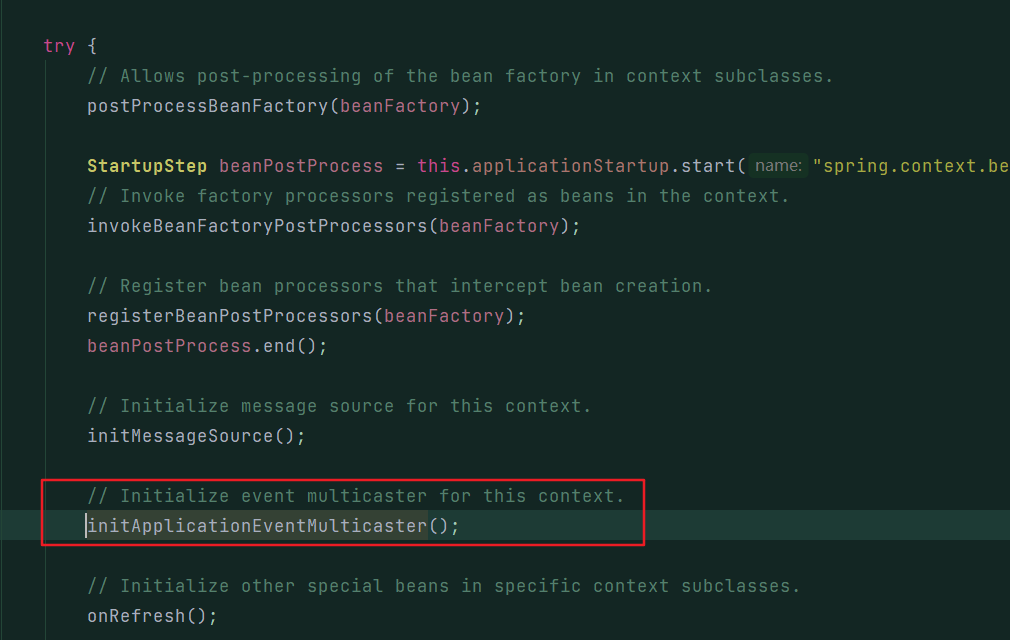 try {
// Allows post-processing of the bean factory in context subclasses.
postProcessBeanFactory(beanFactory);
StartupStep beanPostProcess = this.applicationStartup.start( name: "spring.context.be
// Invoke factory processors registered as beans in the context.
invokeBeanFactoryPostProcessors(beanFactory);
// Register bean processors that intercept bean creation.
registerBeanPostProcessors(beanFactory);
beanPostProcess.end();
// Initialize message source for this context.
initMessageSource();
// Initialize event multicaster for this context.
initApplicationEventMulticaster();
// Initialize other special beans in specific context subclasses.
onRefresh();